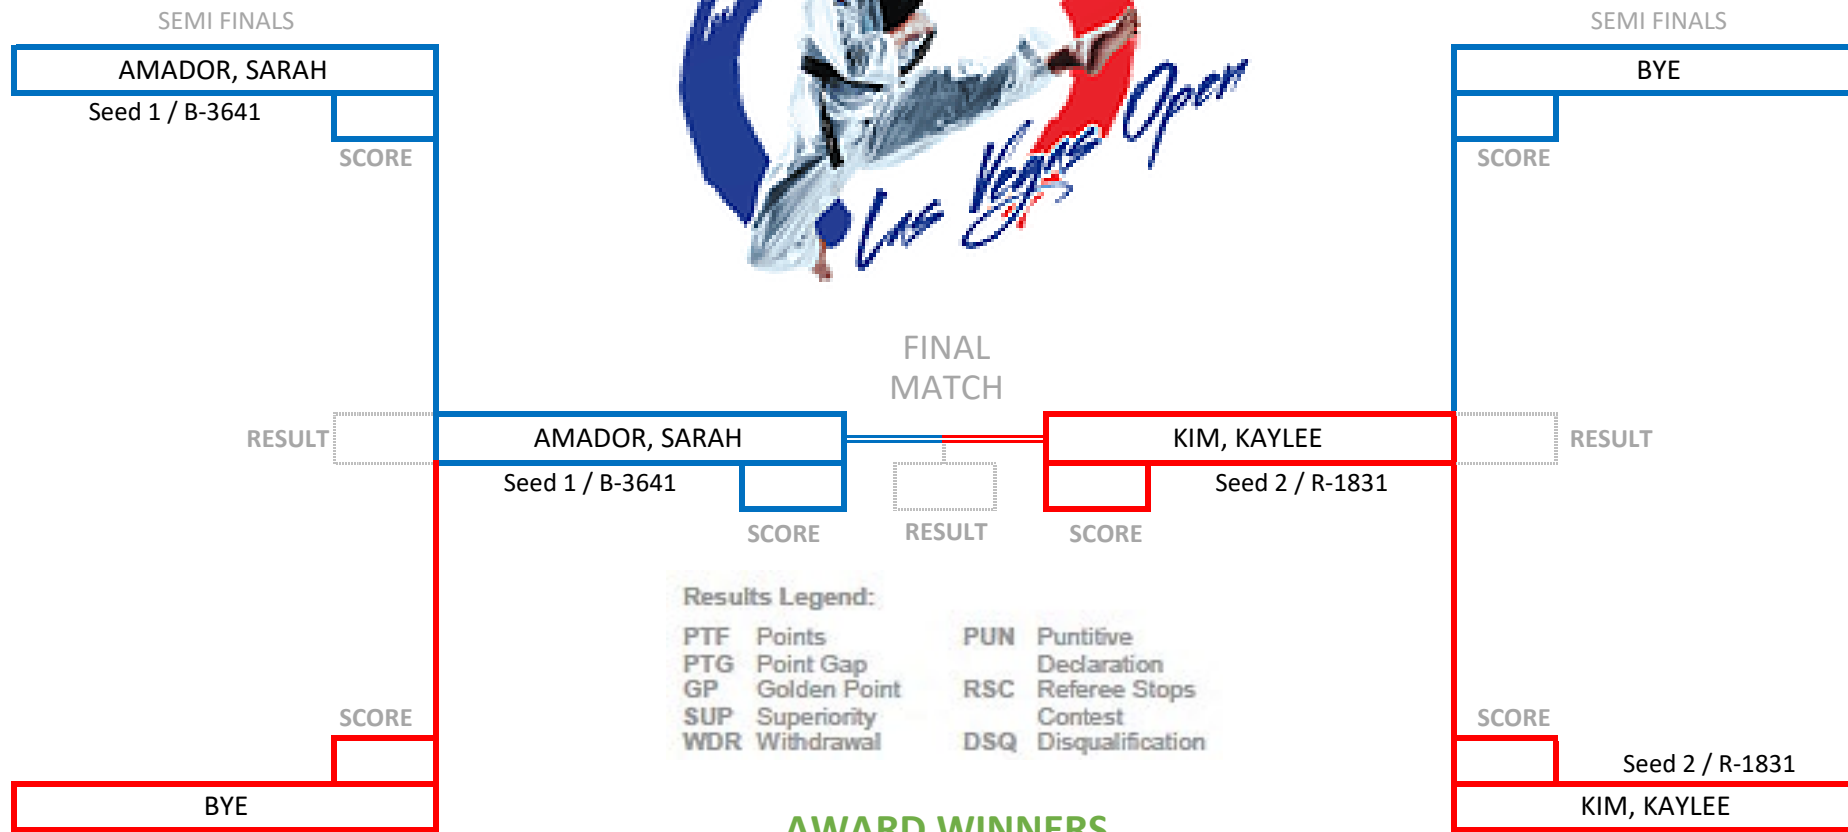 SEMI FINALS
SEMI FINALS
AMADOR, SARAH
BYE
Seed 1 / B-3641
SCORE
SCORE
Las Vegas Open
FINAL
MATCH
RESULT
AMADOR, SARAH
KIM, KAYLEE
RESULT
Seed 1 / B-3641
Seed 2 / R-1831
SCORE
RESULT
SCORE
Results Legend:
PTF Points
PTG Point Gap
GP Golden Point
SUP Superiority
WDR Withdrawal
PUN Puntitive
Declaration
RSC Referee Stops
Contest
DSQ Disqualification
SCORE
SCORE
Seed 2 / R-1831
BYE
KIM, KAYLEE
AWARD WINNERS